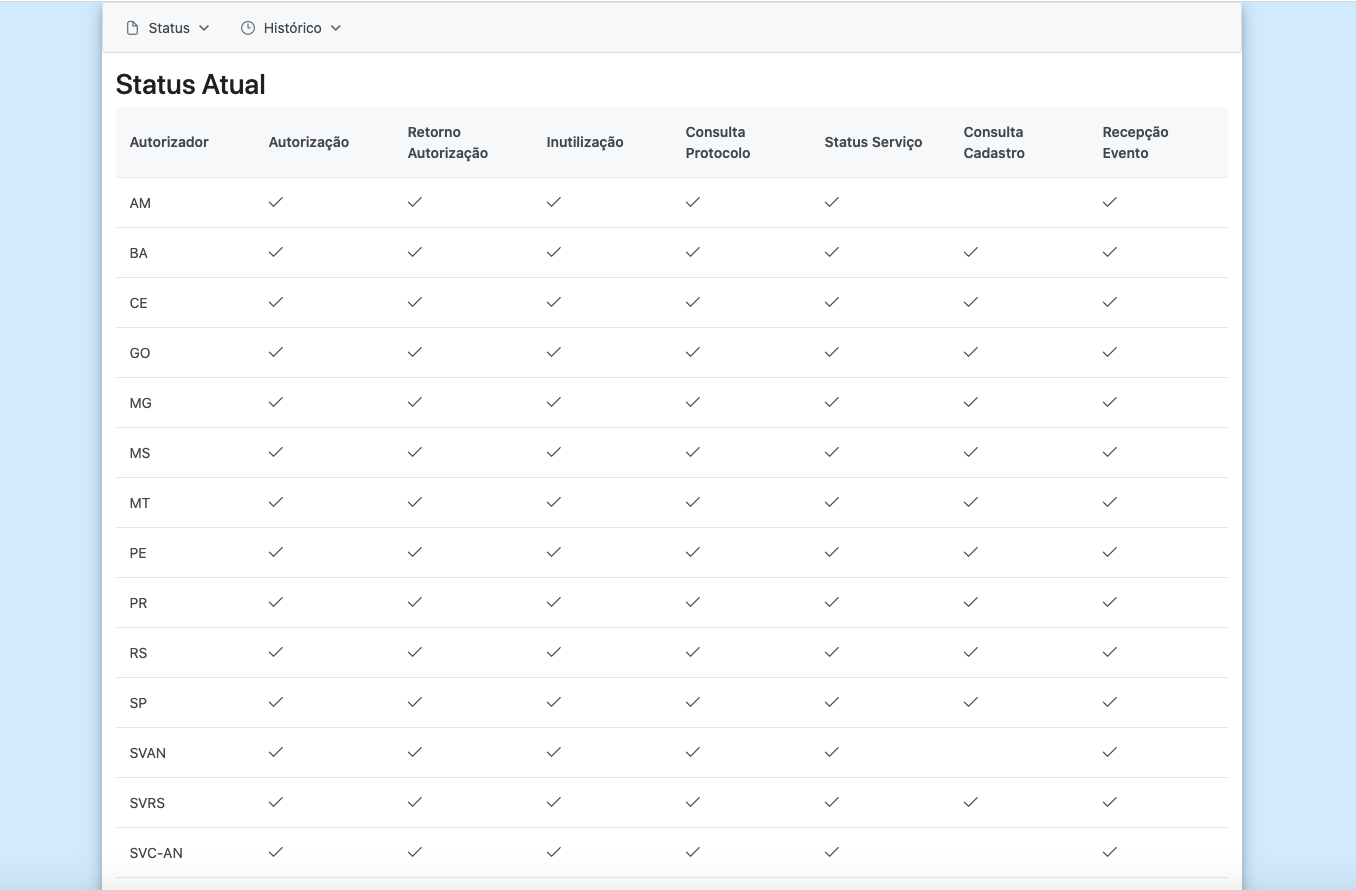 Status Histórico
Status Atual
Autorizador Autorização Retorno Autorização Inutilização Consulta Protocolo Status Serviço Consulta Cadastro Recepção Evento
AM
BA
CE
GO
MG
MS
MT
PE
PR
RS
SP
SVAN
SVRS
SVC-AN